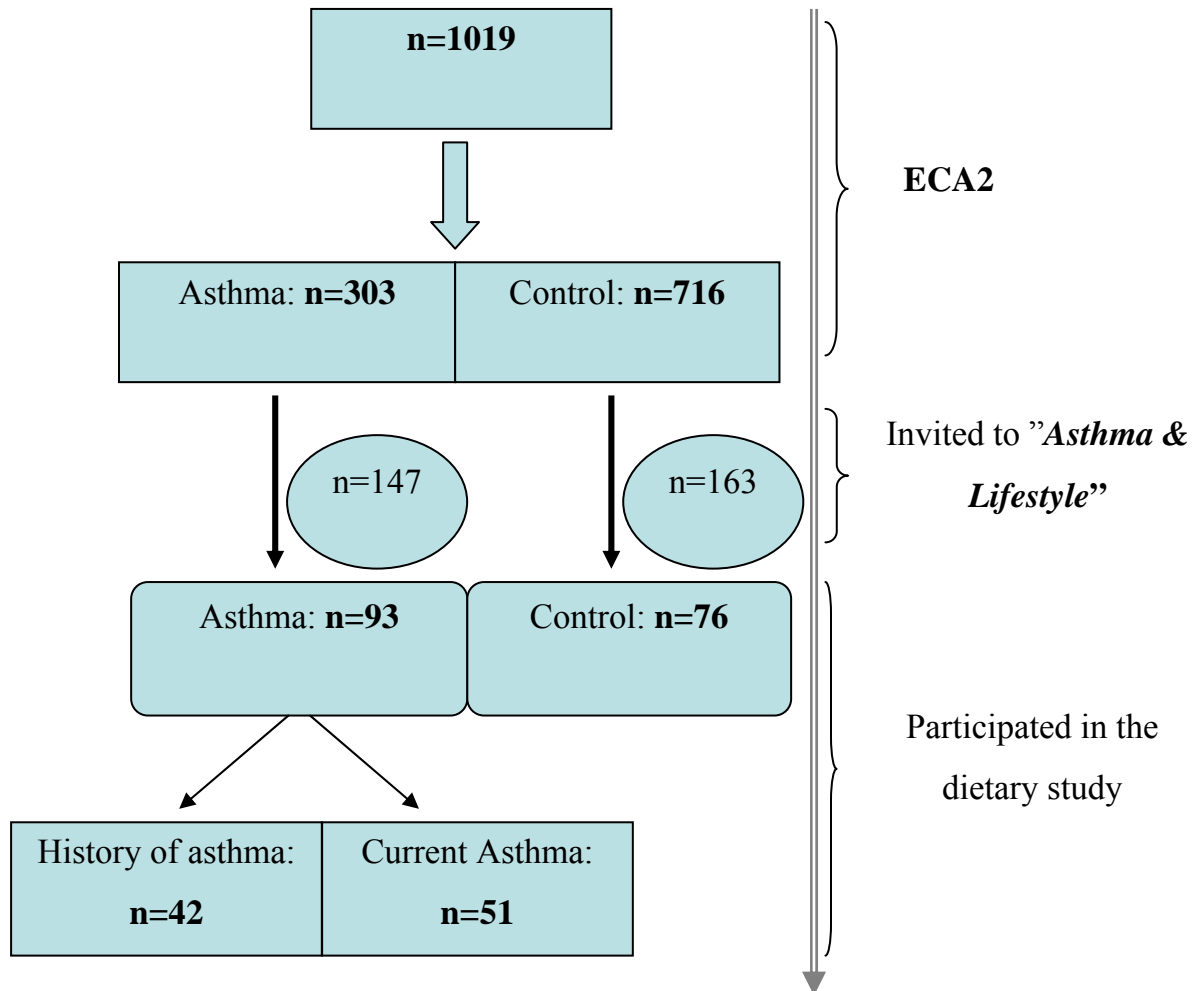 n=1019
ECA2
Asthma: n=303
Control: n=716
Invited to ”Asthma &
Lifestyle”
n=147
n=163
Asthma: n=93
Control: n=76
Participated in the
dietary study
History of asthma:
n=42
Current Asthma:
n=51